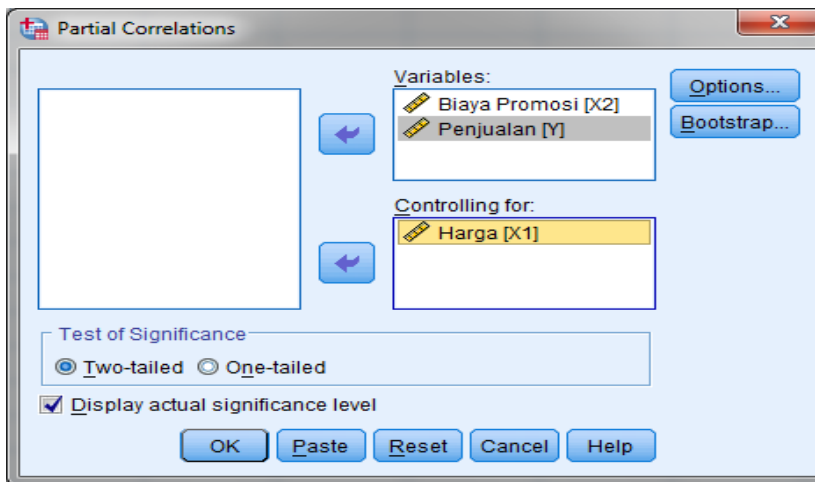 Partial Correlations
Variables:
Biaya Promosi [X2]
Penjualan [Y]
Options...
Bootstrap...
Controlling for:
Harga [X1]
Test of Significance
Two-tailed One-tailed
Display actual significance level
OK Paste Reset Cancel Help